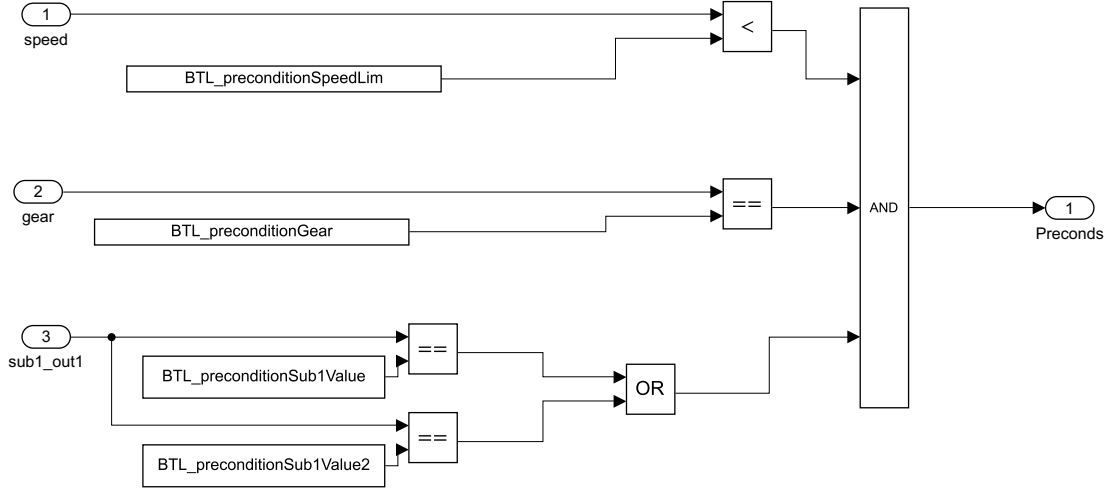 1
speed
BTL_preconditionSpeedLim
<
2
gear
BTL_preconditionGear
==
AND
1
Preconds
3
sub1_out1
==
BTL_preconditionSub1Value
OR
==
BTL_preconditionSub1Value2